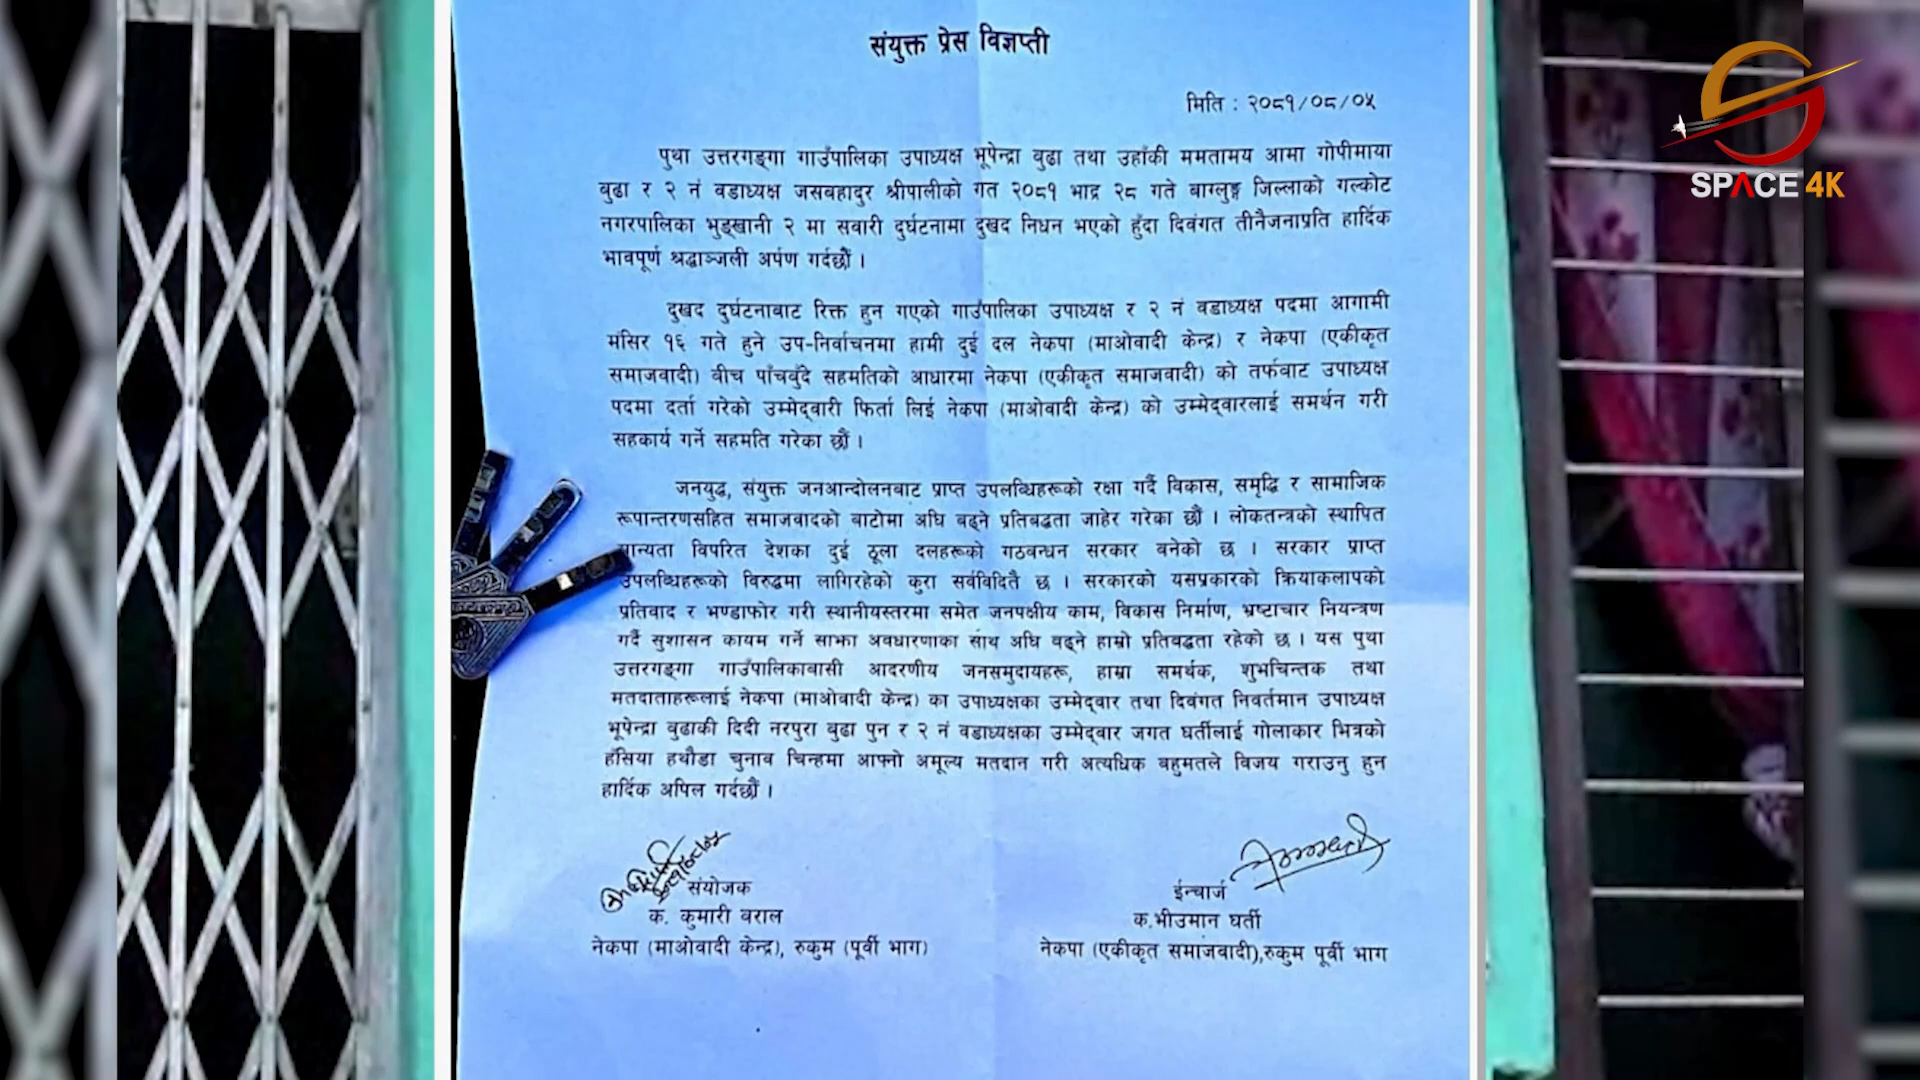 संयुक्त प्रेस विज्ञप्ती
मिति : २०८१/०८/०५
SPACE 4K
पुथा उत्तरगङ्गा गाउँपालिका उपाध्यक्ष भूपेन्द्रा बुढा तथा उहाँकी ममतामय आमा गोपीमाया
बुढा र २ नं वडाध्यक्ष जसबहादुर श्रीपालीको गत २०८१ भाद्र २८ गते बाग्लुङ्ग जिल्लाको गल्कोट
नगरपालिका भुङ्खानी २ मा सवारी दुर्घटनामा दुखद निधन भएको हुँदा दिवंगत तीनैजनाप्रति हार्दिक
भावपूर्ण श्रद्धाञ्जली अर्पण गर्दछौं ।
दुखद दुर्घटनाबाट रिक्त हुन गएको गाउँपालिका उपाध्यक्ष र २ नं वडाध्यक्ष पदमा आगामी
मंसिर १६ गते हुने उप-निर्वाचनमा हामी दुई दल नेकपा (माओवादी केन्द्र) र नेकपा (एकीकृत
समाजवादी) वीच पाँचबुँदे सहमतिको आधारमा नेकपा (एकीकृत समाजवादी) को तर्फवाट उपाध्यक्ष
पदमा दर्ता गरेको उम्मेद्वारी फिर्ता लिई नेकपा (माओवादी केन्द्र) को उम्मेद्वारलाई समर्थन गरी
सहकार्य गर्ने सहमति गरेका छौं ।
जनयुद्ध, संयुक्त जनआन्दोलनबाट प्राप्त उपलब्धिहरूको रक्षा गर्दै विकास, समृद्धि र सामाजिक
रूपान्तरणसहित समाजवादको बाटोमा अघि बढ्ने प्रतिबद्धता जाहेर गरेका छौं । लोकतन्त्रको स्थापित
मान्यता विपरित देशका दुई ठूला दलहरूको गठवन्धन सरकार बनेको छ । सरकार प्राप्त
उपलब्धिहरूको विरुद्धमा लागिरहेको कुरा सर्वविदितै छ । सरकारको यसप्रकारको क्रियाकलापको
प्रतिवाद र भण्डाफोर गरी स्थानीयस्तरमा समेत जनपक्षीय काम, विकास निर्माण, भ्रष्टाचार नियन्त्रण
गर्दै सुशासन कायम गर्ने साझा अवधारणाका साथ अघि बढ्ने हाम्रो प्रतिबद्धता रहेको छ । यस पुथा
उत्तरगङ्गा गाउँपालिकाबासी आदरणीय जनसमुदायहरू, हाम्रा समर्थक, शुभचिन्तक तथा
मतदाताहरूलाई नेकपा (माओवादी केन्द्र) का उपाध्यक्षका उम्मेद्वार तथा दिवंगत निवर्तमान उपाध्यक्ष
भूपेन्द्रा बुढाकी दिदी नरपुरा बुढा पुन र २ नं वडाध्यक्षका उम्मेद्वार जगत घर्तीलाई गोलाकार भित्रको
हँसिया हथौडा चुनाव चिन्हमा आफ्नो अमूल्य मतदान गरी अत्यधिक बहुमतले विजय गराउनु हुन
हार्दिक अपिल गर्दछौं ।
संयोजक
क. कुमारी वराल
नेकपा (माओवादी केन्द्र), रुकुम (पूर्वी भाग)
ईन्चार्ज
क.भीउमान घर्ती
नेकपा (एकीकृत समाजवादी),रुकुम पूर्वी भाग